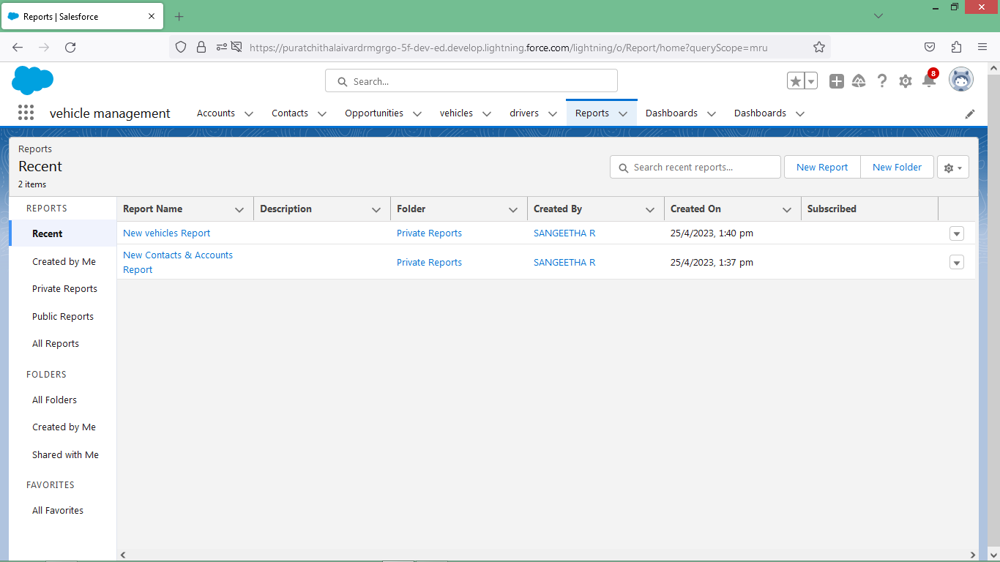 Reports | Salesforce
https://puratchithalaivardrmgrgo-5f-dev-ed.develop.lightning.force.com/lightning/o/Report/home?queryScope=mru
Search...
8
vehicle management
Accounts
Contacts
Opportunities
vehicles
drivers
Reports
Dashboards
Dashboards
Reports
Recent
2 items
Search recent reports...
New Report
New Folder
REPORTS
Recent
Created by Me
Private Reports
Public Reports
All Reports
FOLDERS
All Folders
Created by Me
Shared with Me
FAVORITES
All Favorites
Report Name Description Folder Created By Created On Subscribed
New vehicles Report Private Reports SANGEETHA R 25/4/2023, 1:40 pm
New Contacts & Accounts
Report Private Reports SANGEETHA R 25/4/2023, 1:37 pm